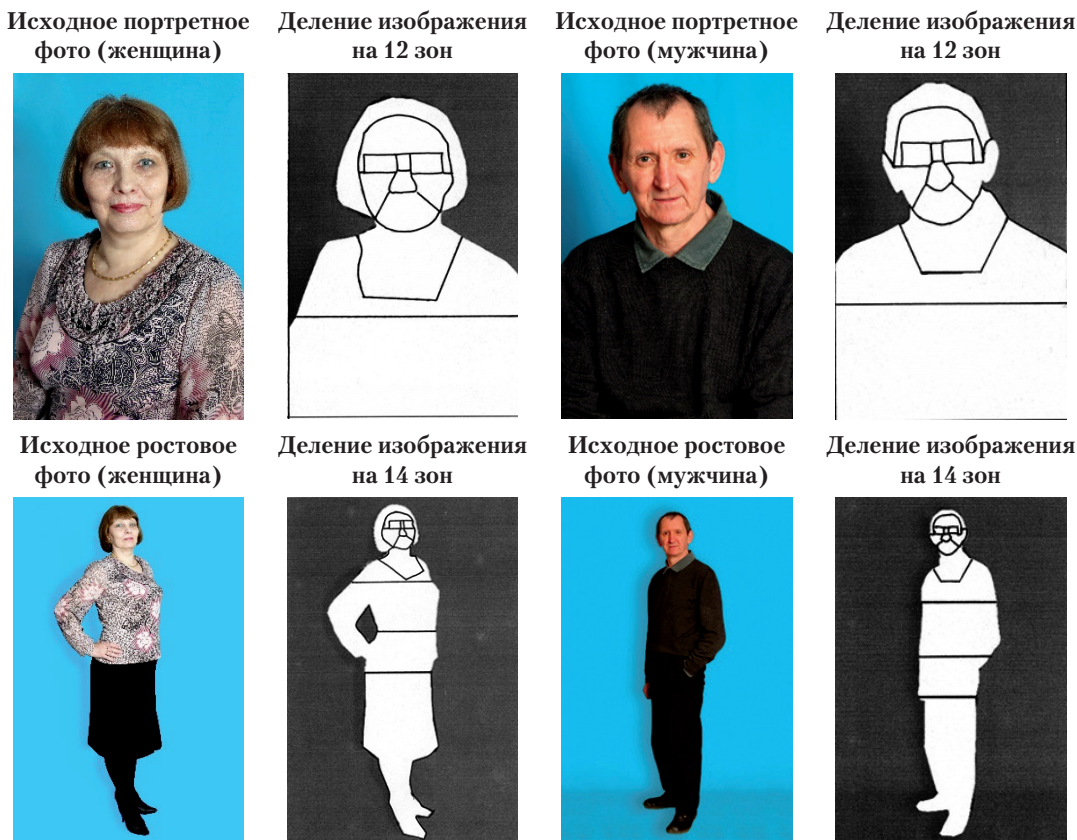 Исходное портретное
фото (женщина)
Деление изображения
на 12 зон
Исходное портретное
фото (мужчина)
Деление изображения
на 12 зон
Исходное ростовое
фото (женщина)
Деление изображения
на 14 зон
Исходное ростовое
фото (мужчина)
Деление изображения
на 14 зон